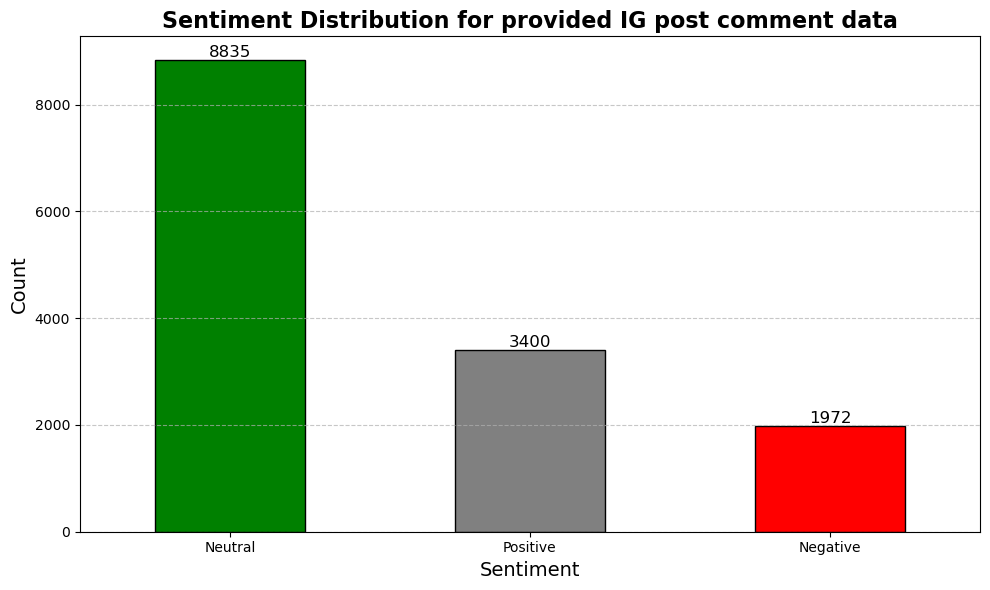 Sentiment Distribution for provided IG post comment data
8835
8000
6000
Count
4000
3400
2000
1972
0
Neutral
Positive
Negative
Sentiment